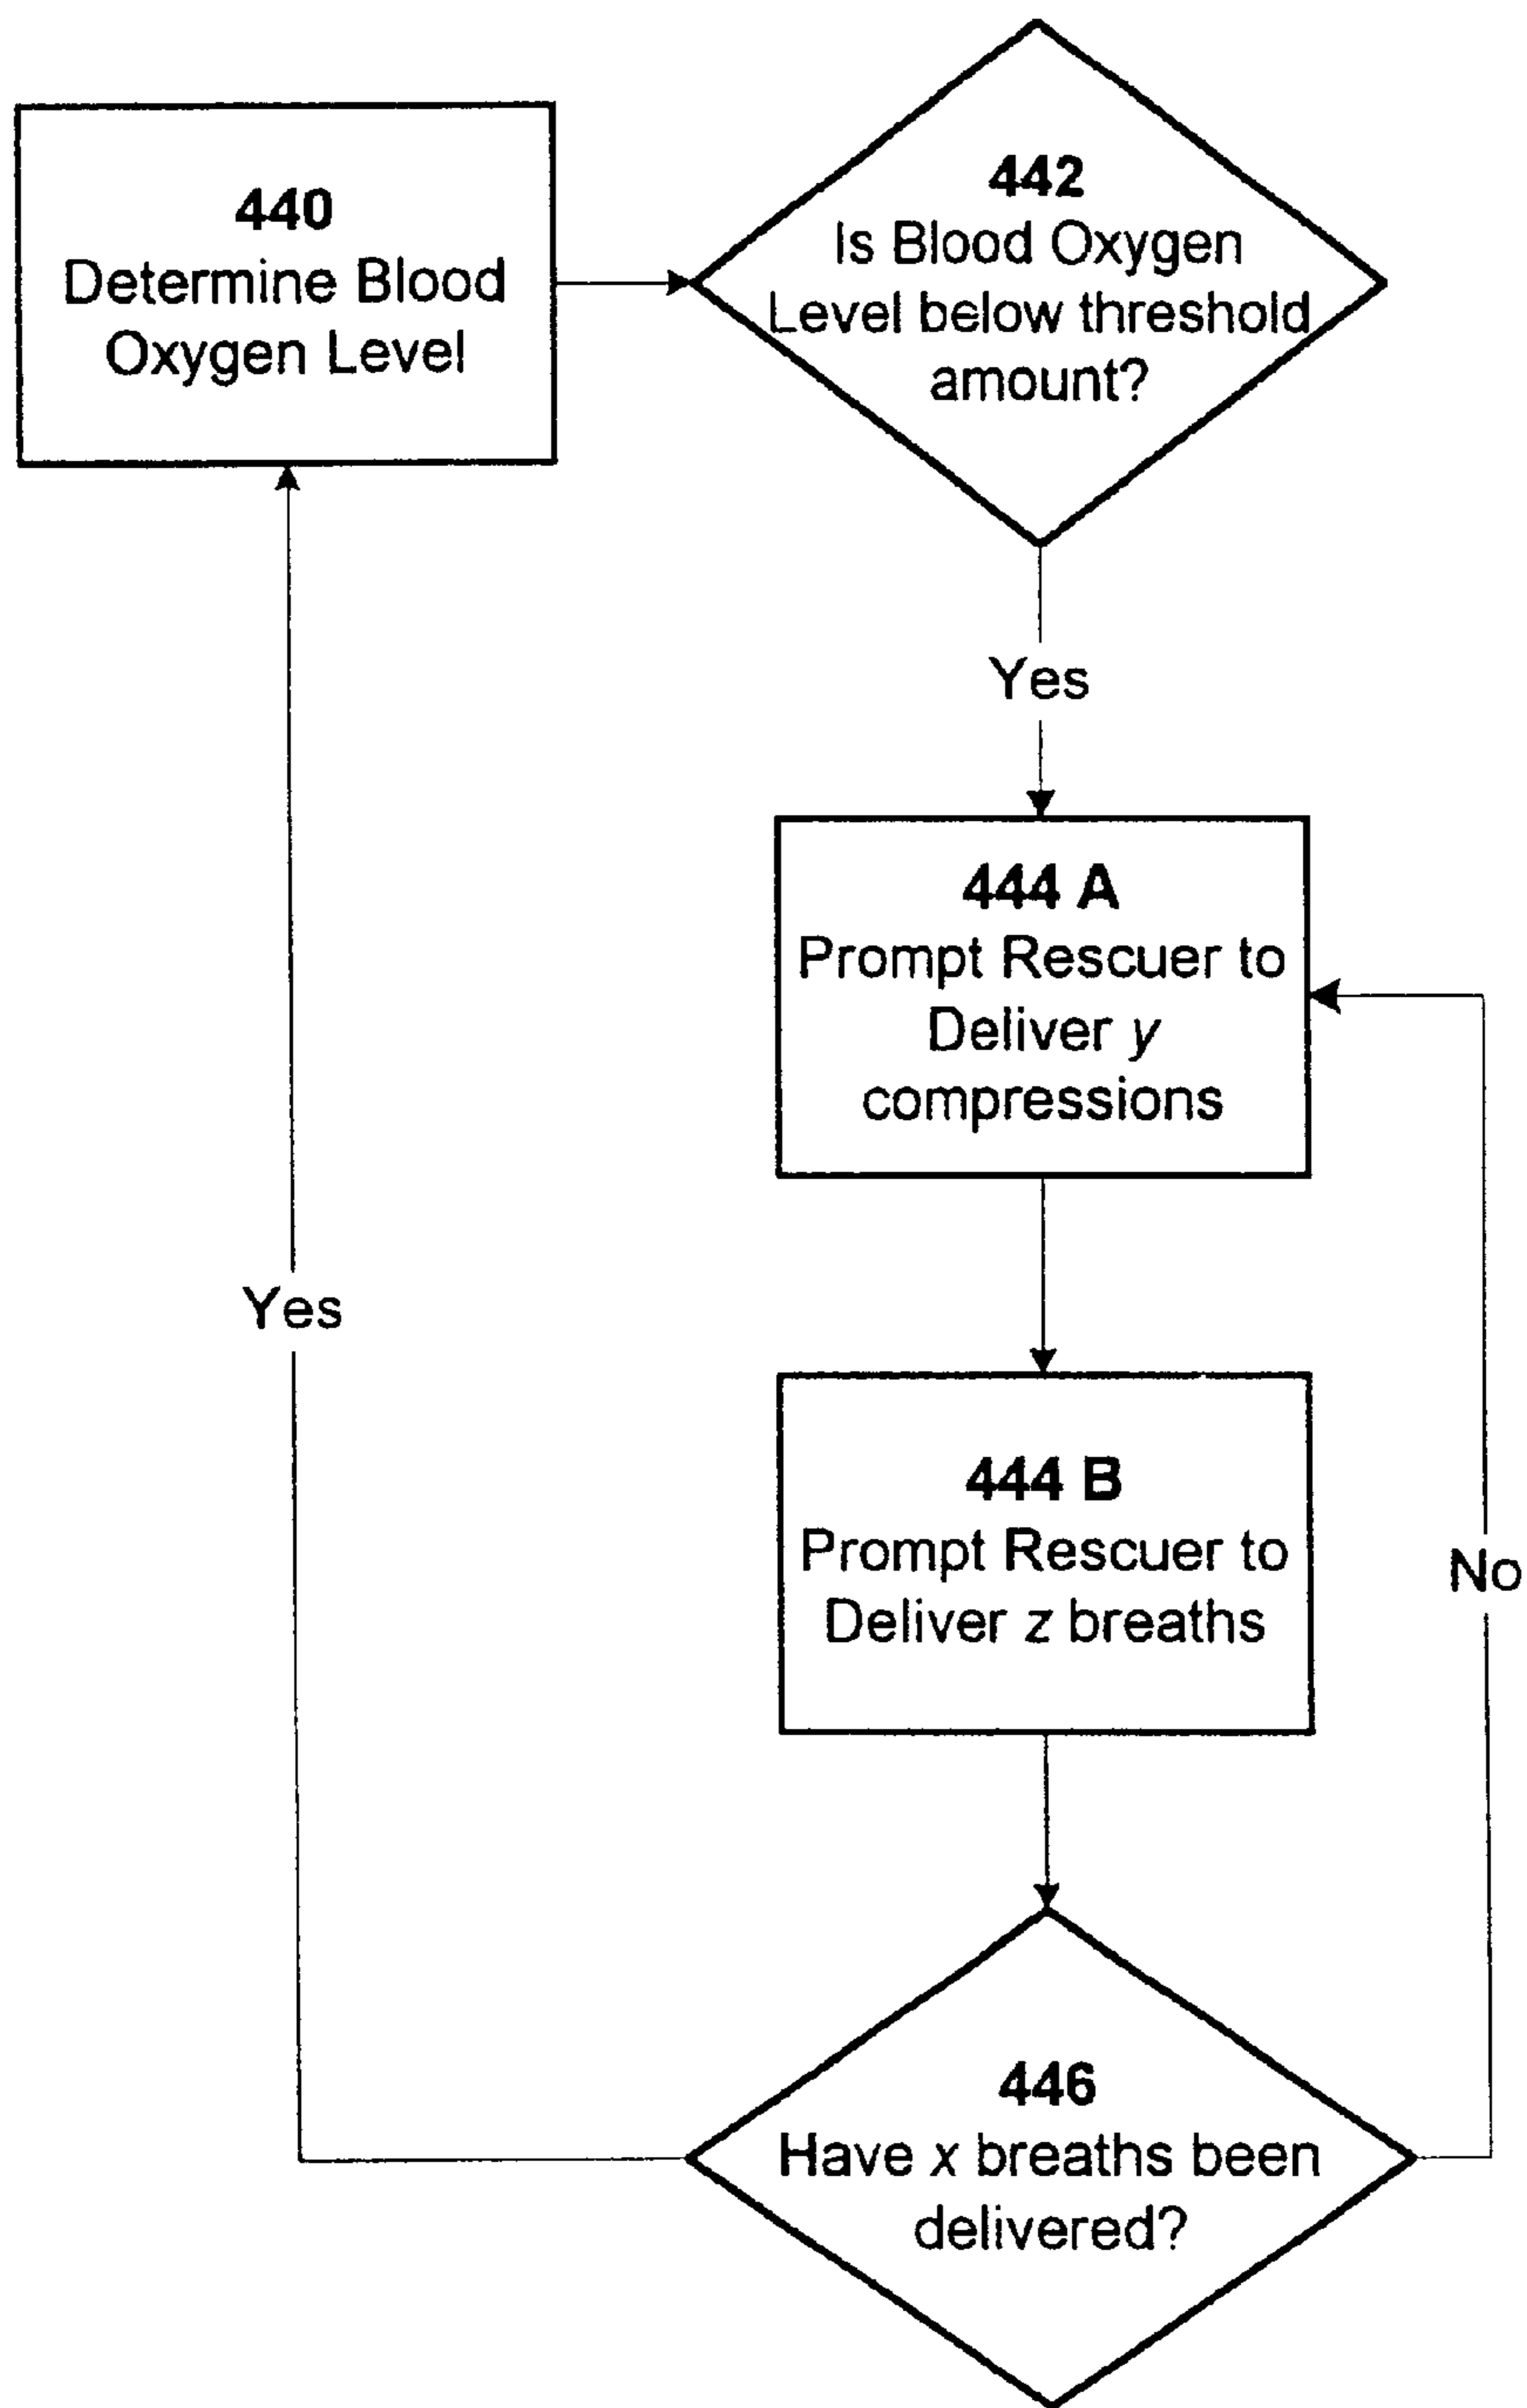 440
Determine Blood
Oxygen Level
442
Is Blood Oxygen
Level below threshold
amount?
Yes
444 A
Prompt Rescuer to
Deliver y
compressions
Yes
444 B
Prompt Rescuer to
Deliver z breaths
No
446
Have x breaths been
delivered?